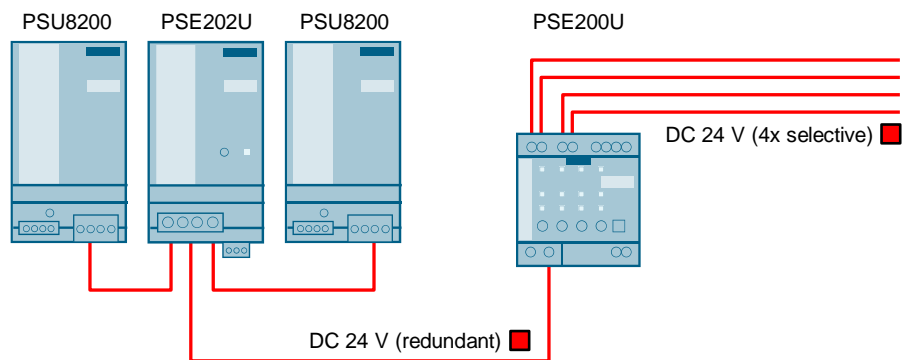 PSU8200
PSE202U
PSU8200
PSE200U
DC 24 V (4x selective)
DC 24 V (redundant)